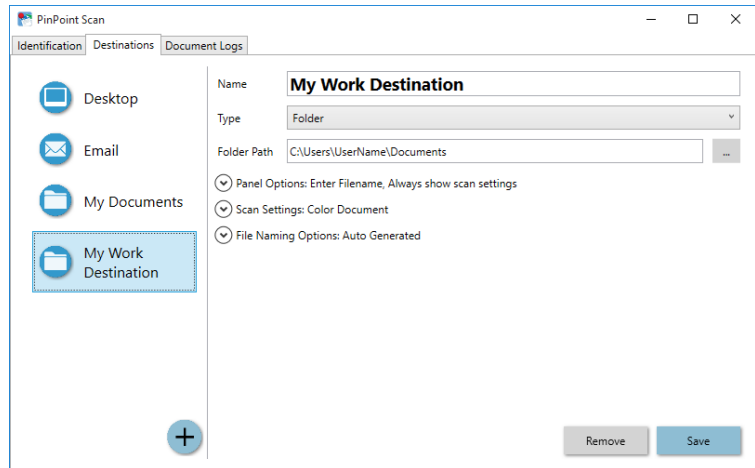 PinPoint Scan
Identification Destinations Document Logs
Desktop
Email
My Documents
My Work
Destination
Name My Work Destination
Type Folder
Folder Path C:\Users\UserName\Documents ...
Panel Options: Enter Filename, Always show scan settings
Scan Settings: Color Document
File Naming Options: Auto Generated
Remove Save